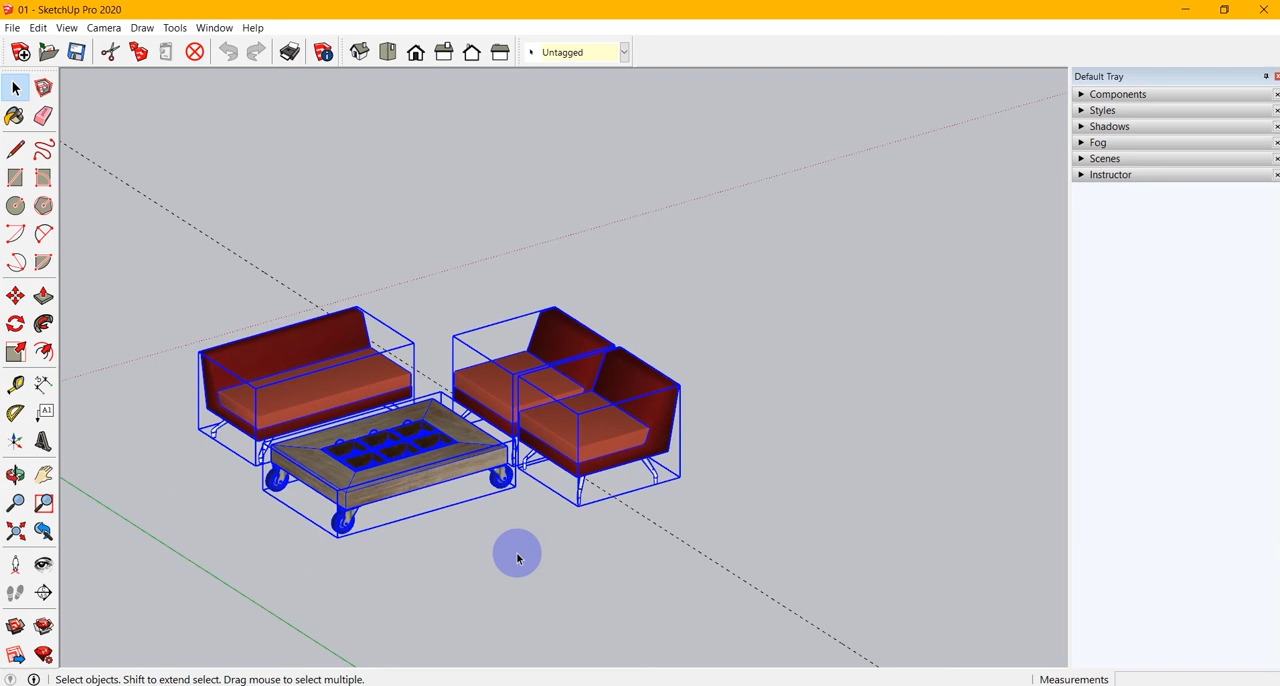 01 - SketchUp Pro 2020
File Edit View Camera Draw Tools Window Help
Untagged
Default Tray
Components
Styles
Shadows
Fog
Scenes
Instructor
A1
Select objects. Shift to extend select. Drag mouse to select multiple.
Measurements